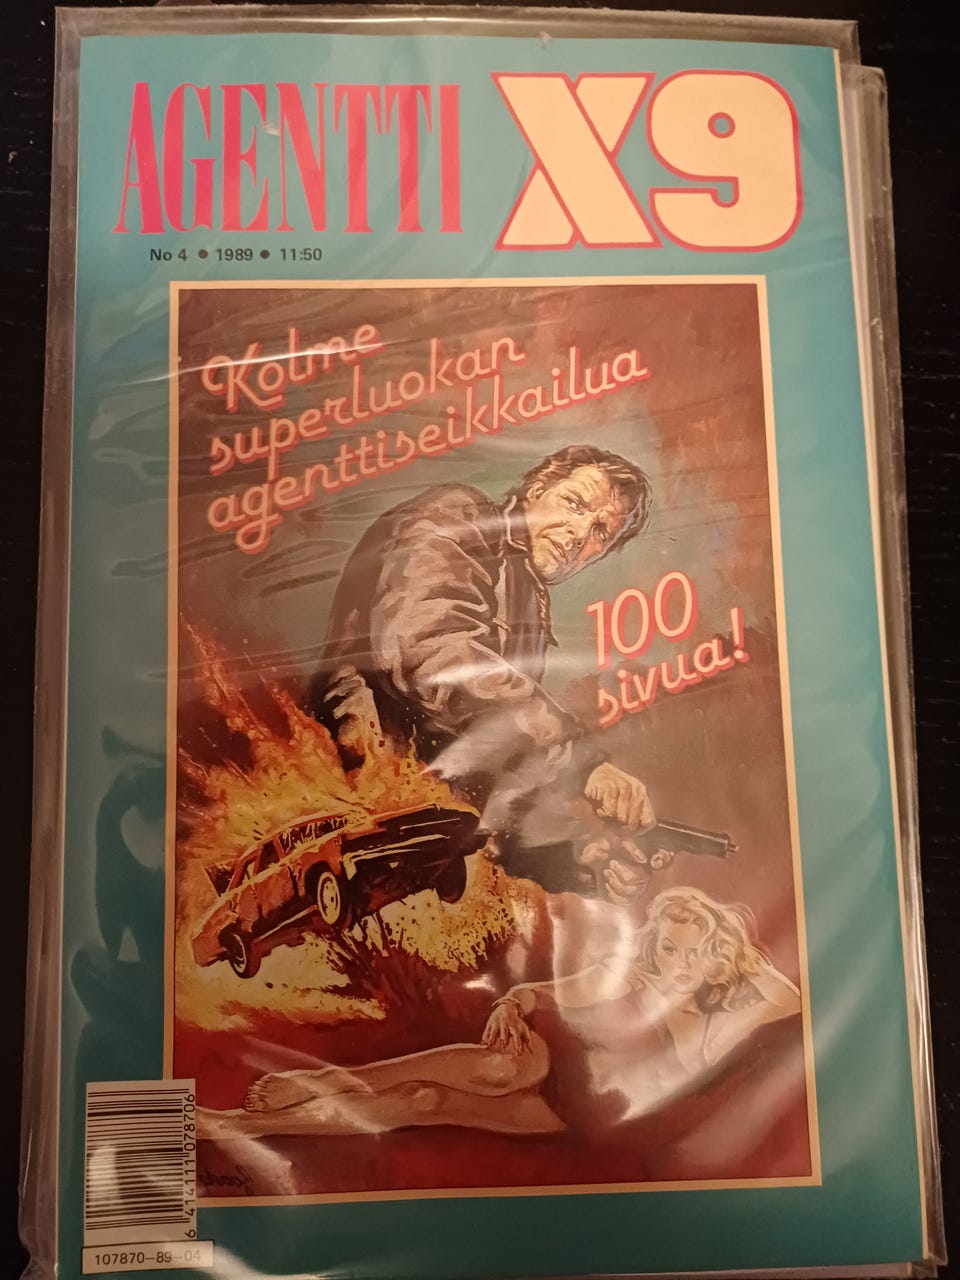 AGENTTI X9
No 4 • 1989 • 11:50
Kolme
superluokan
agenttiseikkailua
100
sivua!
6 414111 078706
107870-89-04